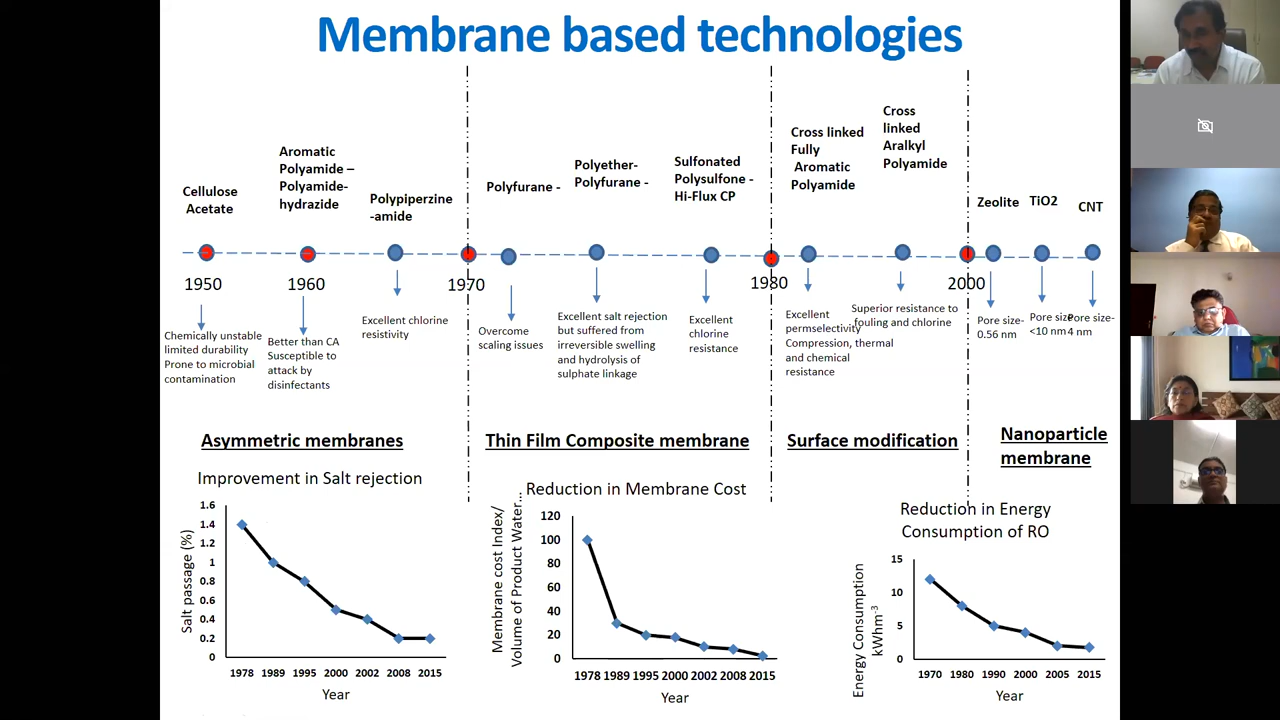 Membrane based technologies
Cellulose
Acetate
Aromatic
Polyamide –
Polyamide-
hydrazide
Polypiperzine
-amide
Polyfurane -
Polyether-
Polyfurane -
Sulfonated
Polysulfone -
Hi-Flux CP
Cross linked
Fully
Aromatic
Polyamide
Cross
linked
Aralkyl
Polyamide
Zeolite
TiO2
CNT
1950
1960
1970
1980
2000
Chemically unstable
limited durability
Prone to microbial
contamination
Better than CA
Susceptible to
attack by
disinfectants
Excellent chlorine
resistivity
Overcome
scaling issues
Excellent salt rejection
but suffered from
irreversible swelling
and hydrolysis of
sulphate linkage
Excellent
chlorine
resistance
Excellent
permselectivity
Compression, thermal
and chemical
resistance
Superior resistance to
fouling and chlorine
Pore size-
0.56 nm
Pore size
<10 nm
Pore size-
4 nm
Asymmetric membranes
Thin Film Composite membrane
Surface modification
Nanoparticle
membrane
Improvement in Salt rejection
Salt passage (%)
1.6
1.4
1.2
1
0.8
0.6
0.4
0.2
0
1978 1989 1995 2000 2002 2008 2015
Year
Reduction in Membrane Cost
Membrane cost Index/
Volume of Product Water...
120
100
80
60
40
20
0
1978 1989 1995 2000 2002 2008 2015
Year
Reduction in Energy
Consumption of RO
Energy Consumption
kWhm-3
15
10
5
0
1970 1980 1990 2000 2005 2015
Year